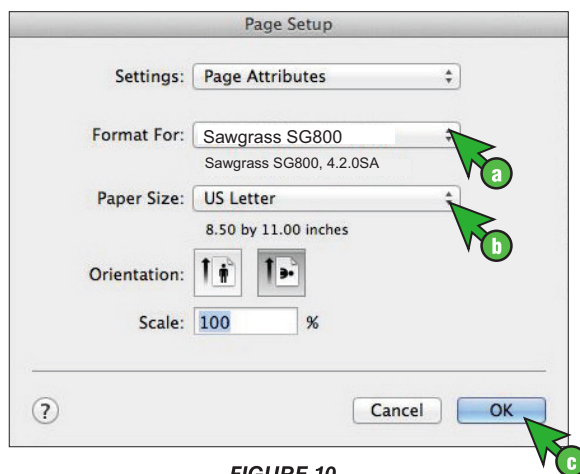 Page Setup
Settings: Page Attributes
Format For: Sawgrass SG800
Sawgrass SG800, 4.2.0SA
a
Paper Size: US Letter
8.50 by 11.00 inches
b
Orientation:
Scale: 100 %
? Cancel OK
c
FIGURE 10